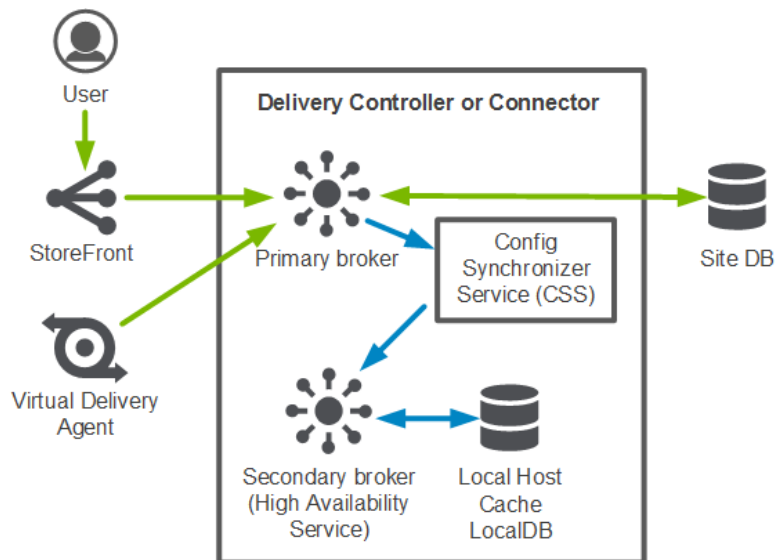 User
Delivery Controller or Connector
StoreFront
Primary broker
Config
Synchronizer
Service (CSS)
Site DB
Virtual Delivery
Agent
Secondary broker
(High Availability
Service)
Local Host
Cache
LocalDB